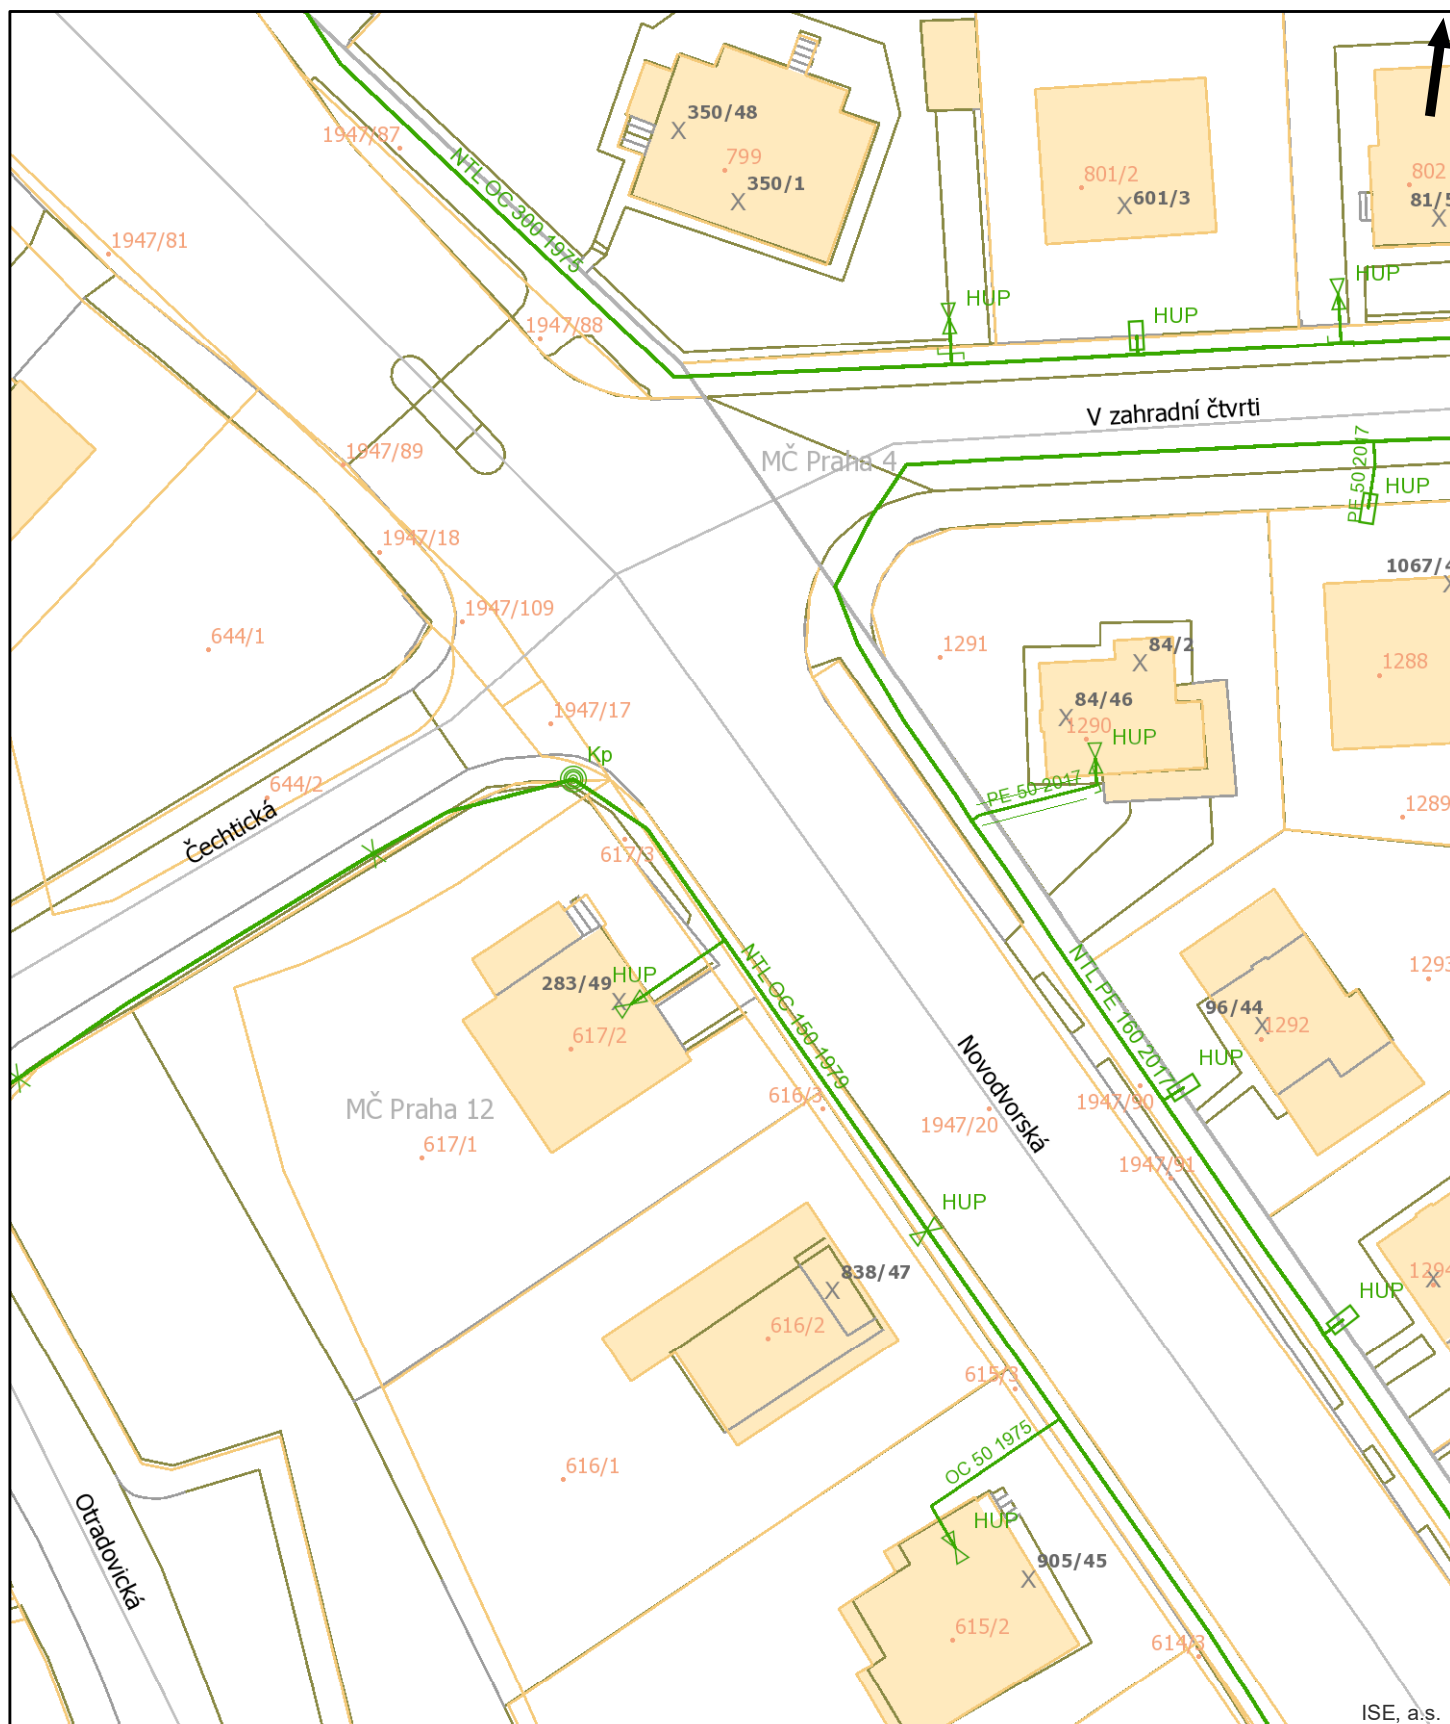 350/48
1947/87
799
NTL OC 300 1975
801/2
802
350/1
601/3
81/5
1947/81
HUP
HUP
HUP
1947/88
V zahradní čtvrti
1947/89
MČ Praha 4
PE 50 2017
HUP
1947/18
1067/4
1947/109
644/1
1291
84/2
1288
1947/17
84/46
1290
HUP
Kp
644/2
PE 50 2017
1289
Čechtická
617/3
HUP
283/49
NTL OC 150 1979
NTL PE 160 2017
1293
96/44
1292
617/2
Novodvorská
HUP
MČ Praha 12
616/3
1947/20
1947/90
617/1
1947/91
HUP
838/47
1294
616/2
HUP
615/3
OC 50 1975
616/1
Otradovická
HUP
905/45
615/2
614/3
ISE, a.s.